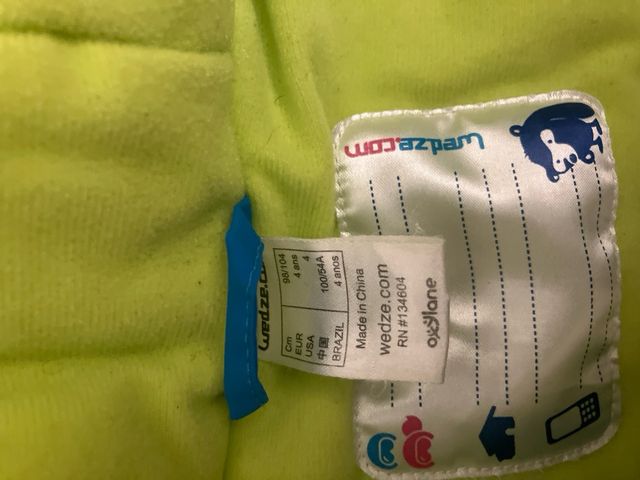 wedze.com
wedze
Cm 98/104
EUR 4 ans
USA 4
中国 100/54A
BRAZIL 4 anos
Made in China
wedze.com
RN #134604
oxylane